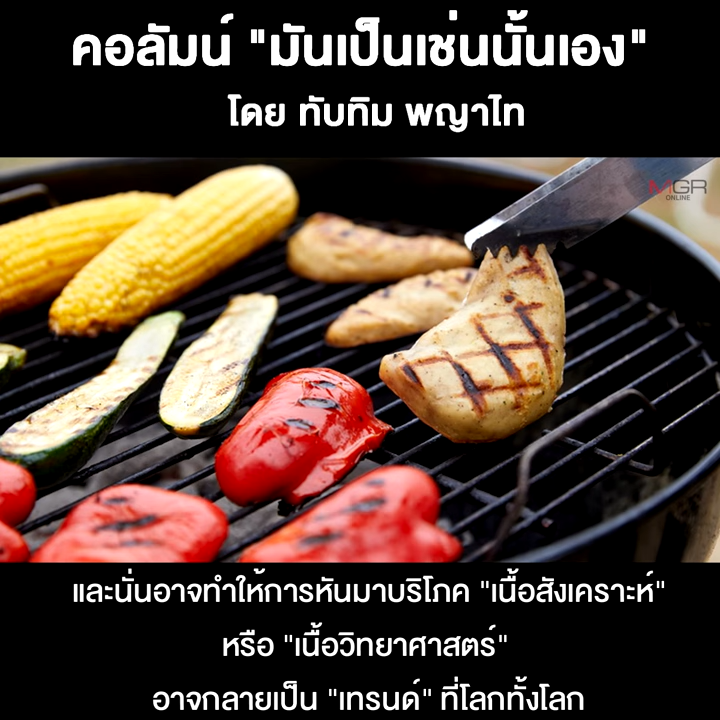 คอลัมน์ "มันเป็นเช่นนั้นเอง"
โดย ทับทิม พญาไท
MGR
ONLINE
และนั่นอาจทำให้การหันมาบริโภค "เนื้อสังเคราะห์"
หรือ "เนื้อวิทยาศาสตร์"
อาจกลายเป็น "เทรนด์" ที่โลกทั้งโลก